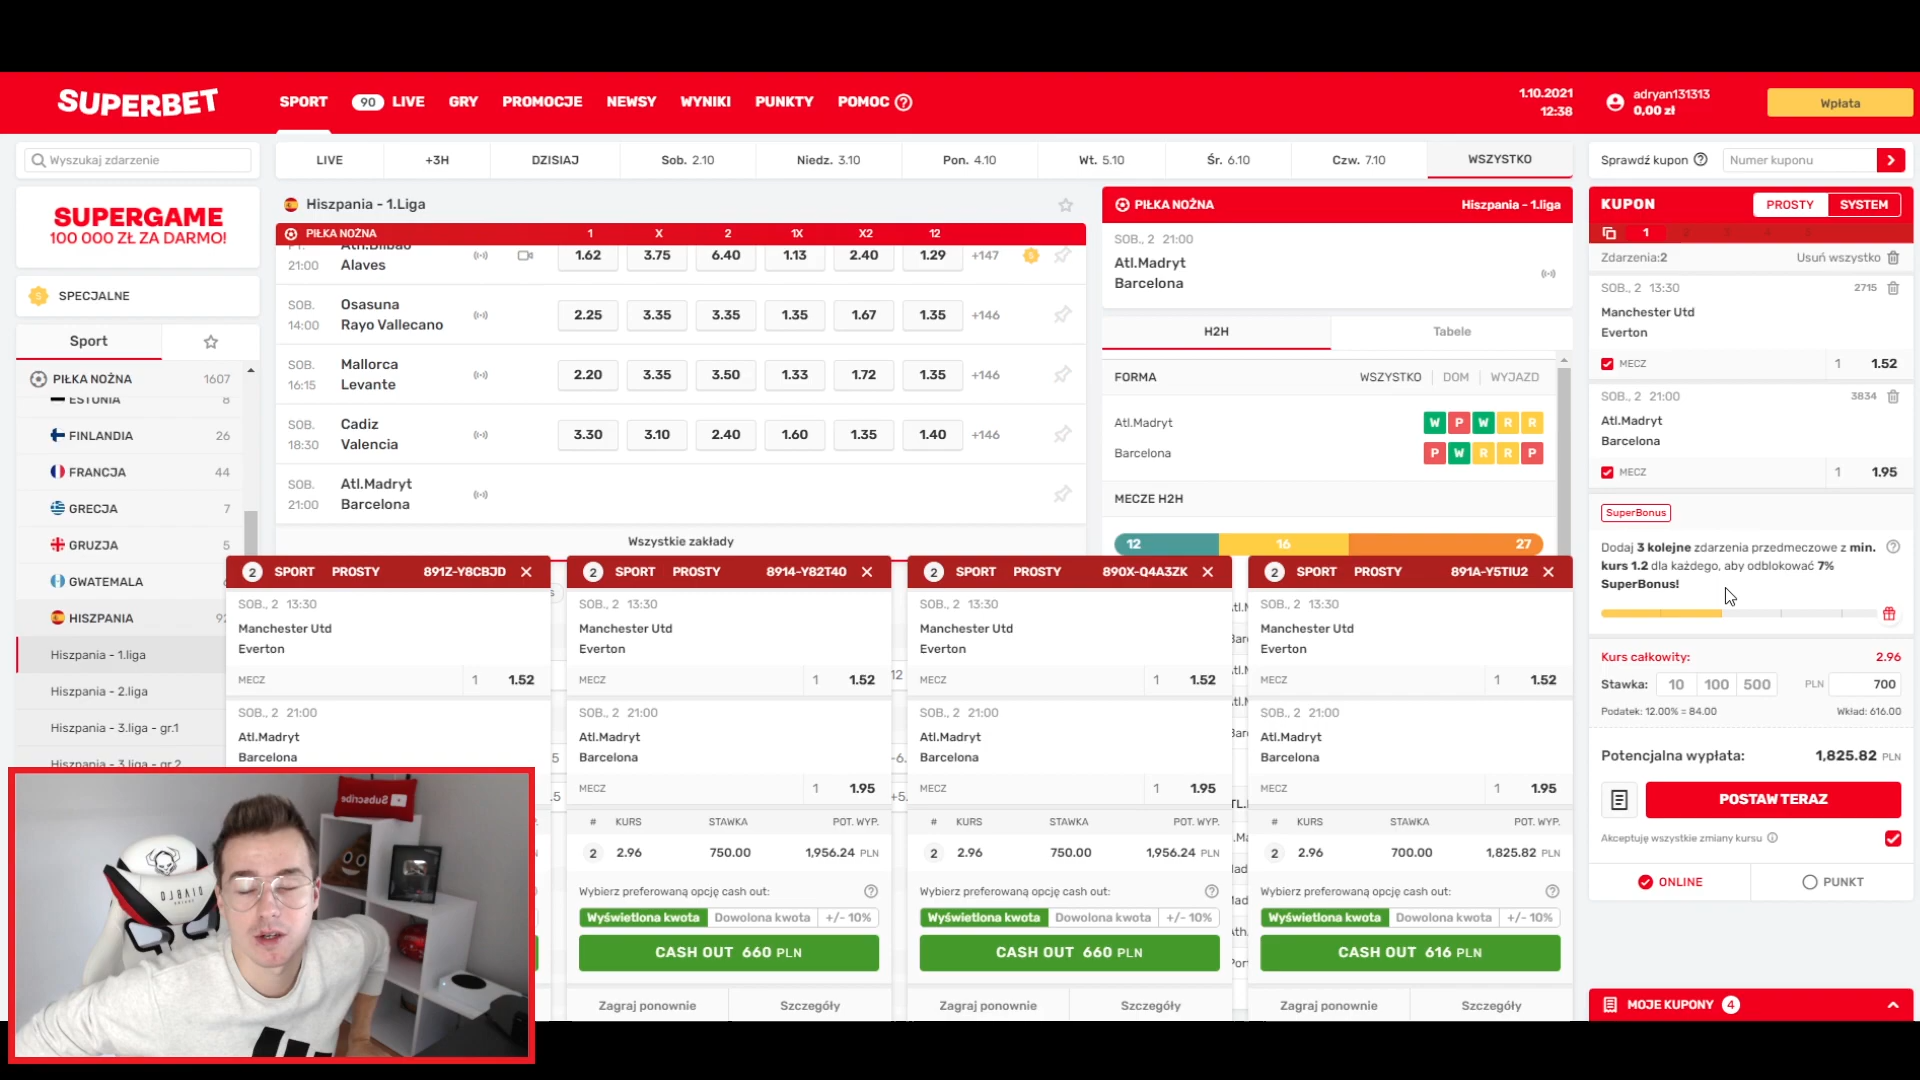 SUPERBET
SPORT
90 LIVE
GRY
PROMOCJE
NEWSY
WYNIKI
PUNKTY
POMOC ?
1.10.2021
12:38
adryan131313
0,00 zł
Wpłata
Wyszukaj zdarzenie
LIVE
+3H
DZISIAJ
Sob. 2.10
Niedz. 3.10
Pon. 4.10
Wt. 5.10
Śr. 6.10
Czw. 7.10
WSZYSTKO
Sprawdź kupon ?
Numer kuponu
SUPERGAME
100 000 ZŁ ZA DARMO!
S SPECJALNE
Sport
PIŁKA NOŻNA 1607
ESTONIA 8
FINLANDIA 26
FRANCJA 44
GRECJA 7
GRUZJA 5
GWATEMALA
HISZPANIA
Hiszpania - 1.liga
Hiszpania - 2.liga
Hiszpania - 3.liga - gr.1
Hiszpania - 3.liga - gr.2
Hiszpania - 1.Liga
PIŁKA NOŻNA 1 X 2 1X X2 12
Atl.Bilbao
21:00 Alaves 1.62 3.75 6.40 1.13 2.40 1.29 +147
SOB. Osasuna
14:00 Rayo Vallecano 2.25 3.35 3.35 1.35 1.67 1.35 +146
SOB. Mallorca
16:15 Levante 2.20 3.35 3.50 1.33 1.72 1.35 +146
SOB. Cadiz
18:30 Valencia 3.30 3.10 2.40 1.60 1.35 1.40 +146
SOB. Atl.Madryt
21:00 Barcelona
Wszystkie zakłady
PIŁKA NOŻNA Hiszpania - 1.liga
SOB., 2 21:00
Atl.Madryt
Barcelona
H2H Tabele
FORMA WSZYSTKO DOM WYJAZD
Atl.Madryt W P W R R
Barcelona P W R R P
MECZE H2H
12 16 27
KUPON PROSTY SYSTEM
1
Zdarzenia:2 Usuń wszystko
SOB., 2 13:30 2715
Manchester Utd
Everton
MECZ 1 1.52
SOB., 2 21:00 3834
Atl.Madryt
Barcelona
MECZ 1 1.95
SuperBonus
Dodaj 3 kolejne zdarzenia przedmeczowe z min.
kurs 1.2 dla każdego, aby odblokować 7%
SuperBonus!
Kurs całkowity: 2.96
Stawka: 10 100 500 PLN 700
Podatek: 12.00% = 84.00 Wkład: 616.00
Potencjalna wypłata: 1,825.82 PLN
POSTAW TERAZ
Akceptuję wszystkie zmiany kursu
ONLINE PUNKT
MOJE KUPONY 4
2 SPORT PROSTY 891Z-Y8CBJD
SOB., 2 13:30
Manchester Utd
Everton
MECZ 1 1.52
SOB., 2 21:00
Atl.Madryt
Barcelona
2 SPORT PROSTY 8914-Y82T40
SOB., 2 13:30
Manchester Utd
Everton
MECZ 1 1.52
SOB., 2 21:00
Atl.Madryt
Barcelona
MECZ 1 1.95
# KURS STAWKA POT. WYP.
2 2.96 750.00 1,956.24 PLN
Wybierz preferowaną opcję cash out: ?
Wyświetlona kwota Dowolona kwota +/- 10%
CASH OUT 660 PLN
Zagraj ponownie Szczegóły
2 SPORT PROSTY 890X-Q4A3ZK
SOB., 2 13:30
Manchester Utd
Everton
MECZ 1 1.52
SOB., 2 21:00
Atl.Madryt
Barcelona
MECZ 1 1.95
# KURS STAWKA POT. WYP.
2 2.96 750.00 1,956.24 PLN
Wybierz preferowaną opcję cash out: ?
Wyświetlona kwota Dowolona kwota +/- 10%
CASH OUT 660 PLN
Zagraj ponownie Szczegóły
2 SPORT PROSTY 891A-Y5TIU2
SOB., 2 13:30
Manchester Utd
Everton
MECZ 1 1.52
SOB., 2 21:00
Atl.Madryt
Barcelona
MECZ 1 1.95
# KURS STAWKA POT. WYP.
2 2.96 700.00 1,825.82 PLN
Wybierz preferowaną opcję cash out: ?
Wyświetlona kwota Dowolona kwota +/- 10%
CASH OUT 616 PLN
Zagraj ponownie Szczegóły
Subscribe
DIABLO